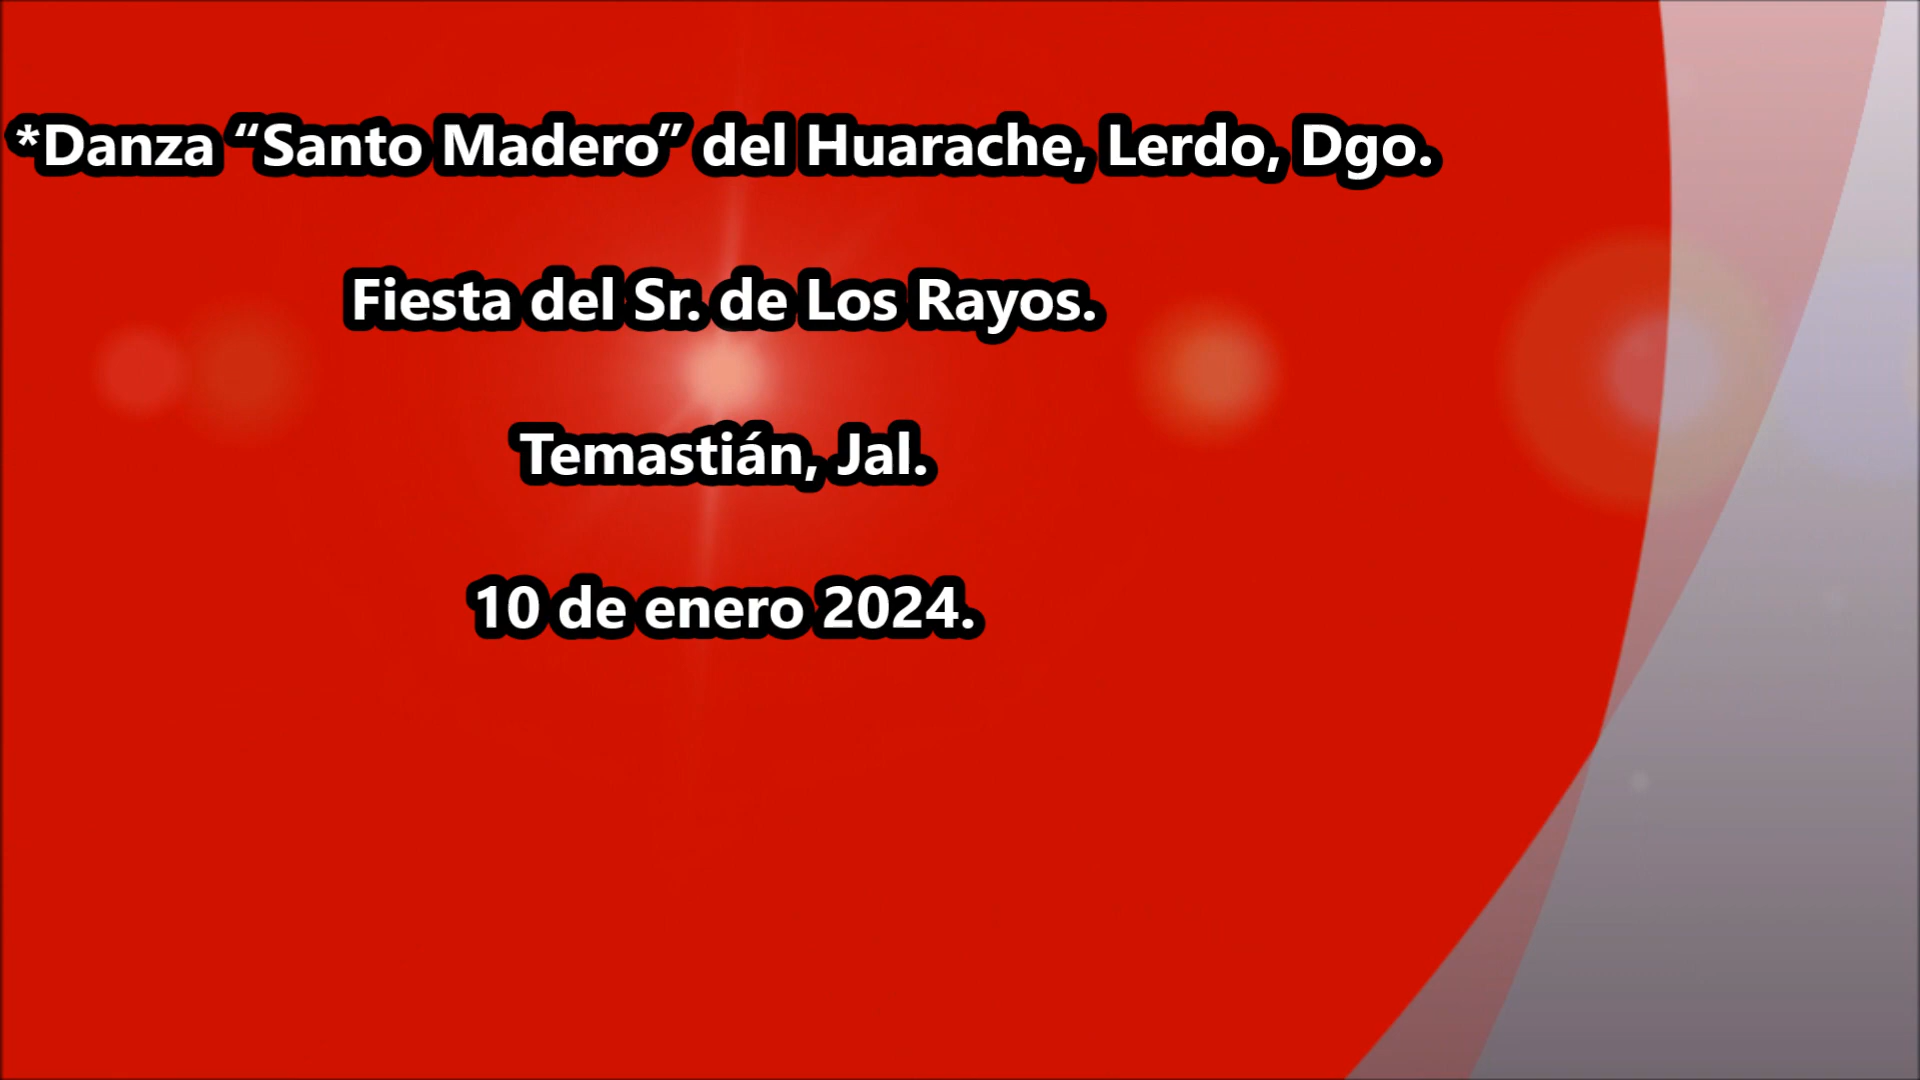 *Danza “Santo Madero” del Huarache, Lerdo, Dgo.
Fiesta del Sr. de Los Rayos.
Temastián, Jal.
10 de enero 2024.